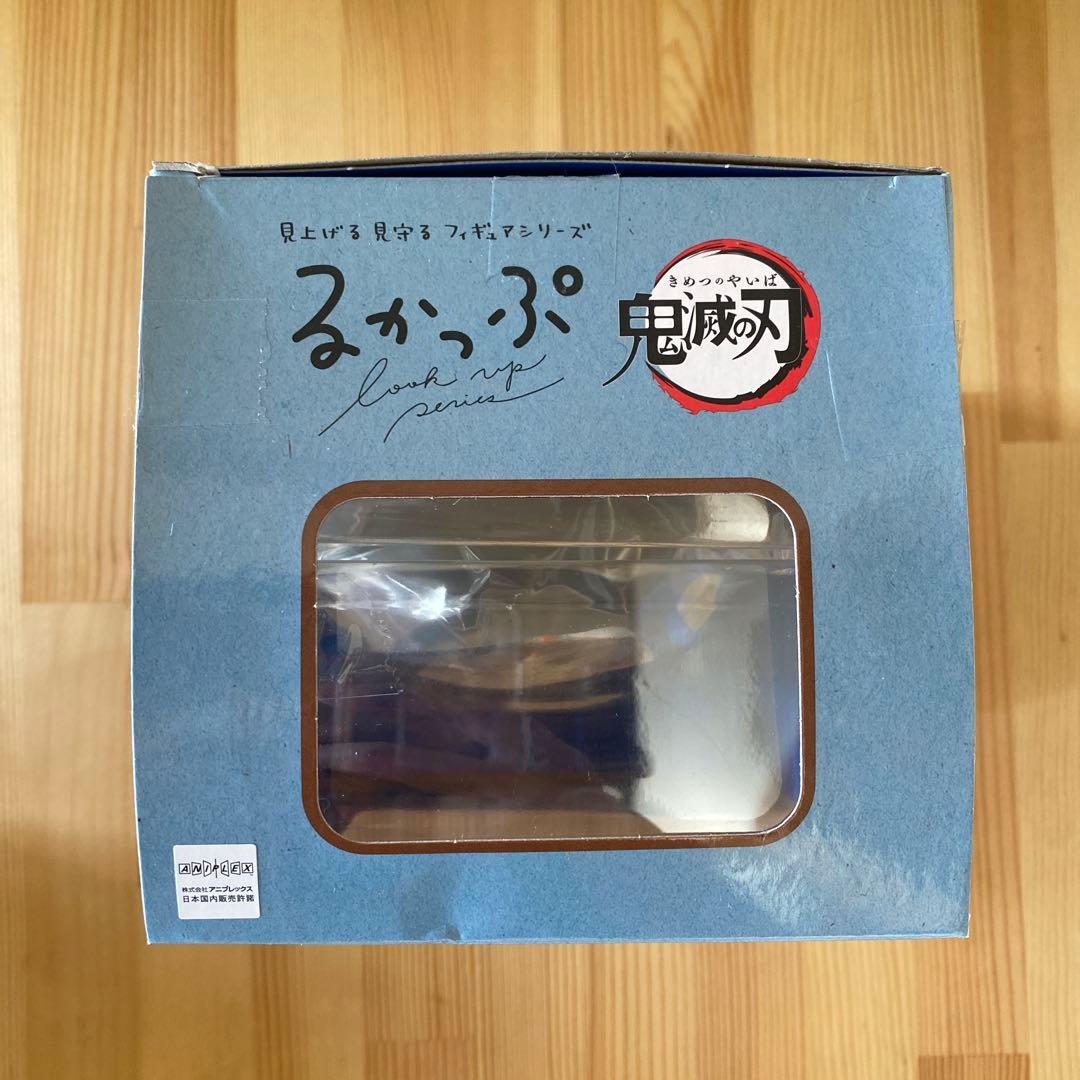 見上げる 見守る フィギュアシリーズ
るかっぷ
look up
series
きめつのやいば
鬼滅の刃
ANIPLEX
株式会社アニプレックス
日本国内販売許諾